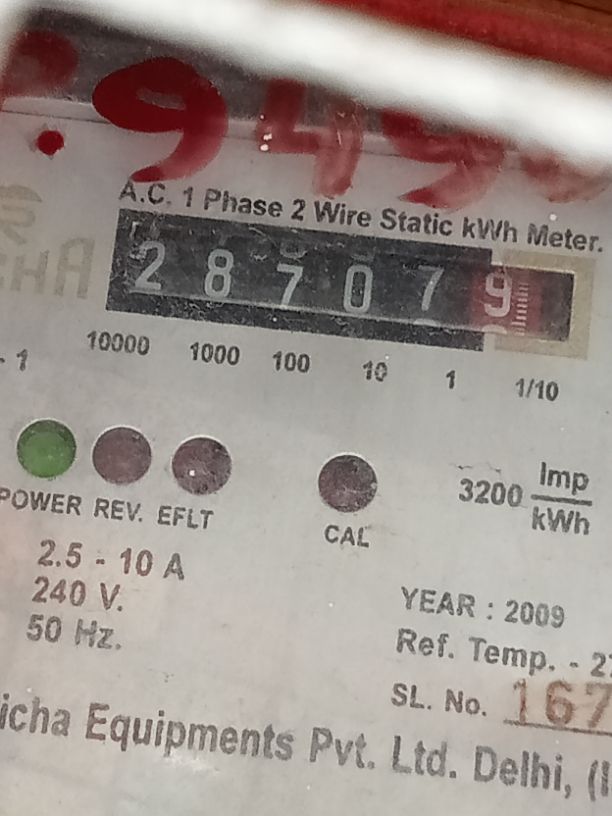 A.C. 1 Phase 2 Wire Static kWh Meter.
2 8 7 0 7 9
10000 1000 100 10 1 1/10
3200 Imp/kWh
POWER REV. EFLT CAL
2.5 - 10 A
240 V.
50 Hz.
YEAR : 2009
Ref. Temp. - 2
SL. No. 167
Equipments Pvt. Ltd. Delhi,